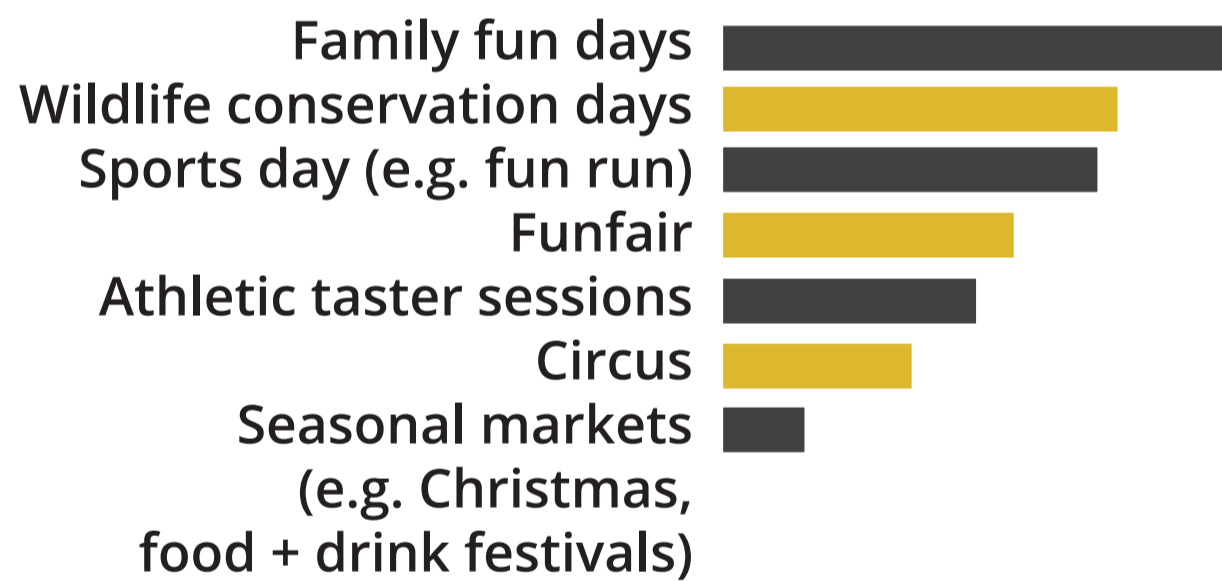 Family fun days
Wildlife conservation days
Sports day (e.g. fun run)
Funfair
Athletic taster sessions
Circus
Seasonal markets
(e.g. Christmas,
food + drink festivals)